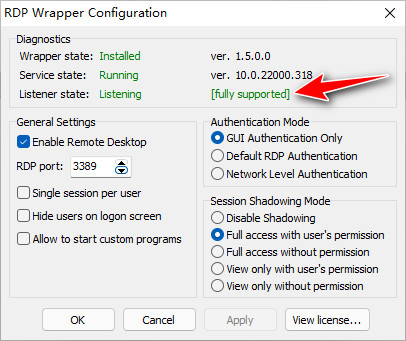 RDP Wrapper Configuration
Diagnostics
Wrapper state: Installed ver. 1.5.0.0
Service state: Running ver. 10.0.22000.318
Listener state: Listening [fully supported]
General Settings
Enable Remote Desktop
RDP port: 3389
Single session per user
Hide users on logon screen
Allow to start custom programs
Authentication Mode
GUI Authentication Only
Default RDP Authentication
Network Level Authentication
Session Shadowing Mode
Disable Shadowing
Full access with user's permission
Full access without permission
View only with user's permission
View only without permission
OK Cancel Apply View license...